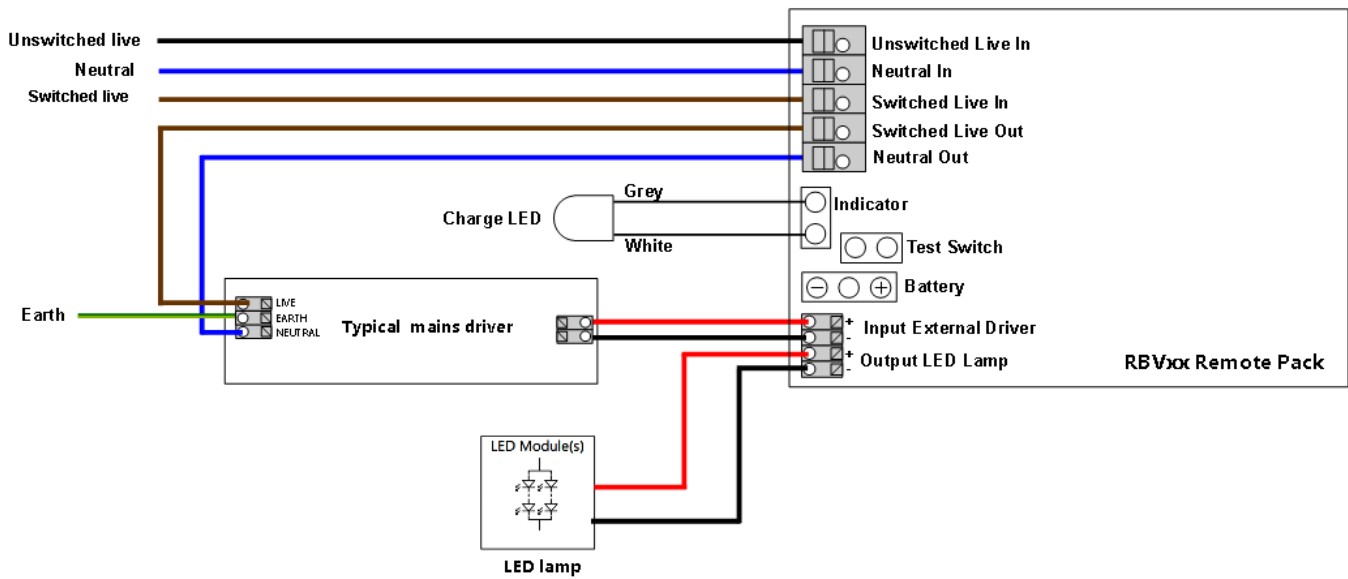 Unswitched live
Neutral
Switched live
Unswitched Live In
Neutral In
Switched Live In
Switched Live Out
Neutral Out
Grey
Charge LED
White
Indicator
Test Switch
Battery
Earth
LIVE
EARTH
NEUTRAL
Typical mains driver
+
Input External Driver
-
+
Output LED Lamp
-
RBVxx Remote Pack
LED Module(s)
LED lamp